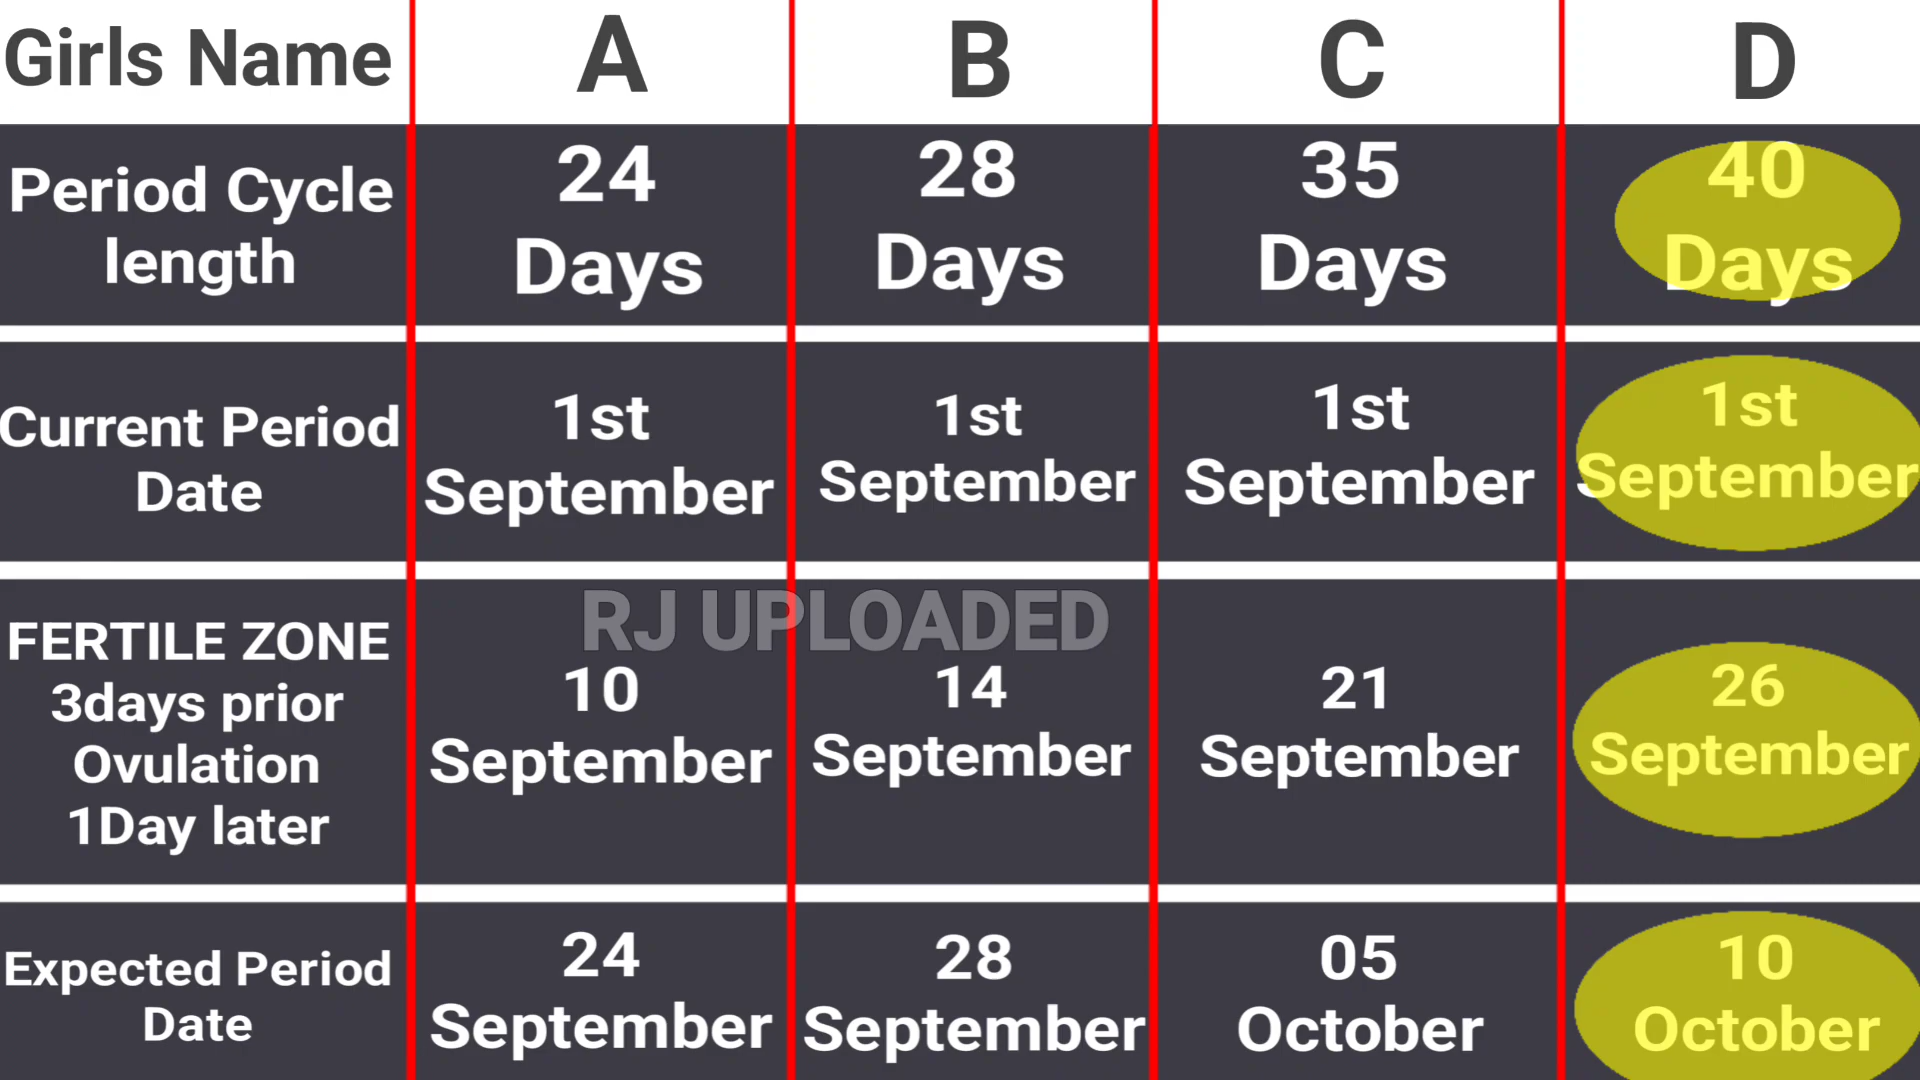 Girls Name
A
B
C
D
Period Cycle
length
24
Days
28
Days
35
Days
40
Days
Current Period
Date
1st
September
1st
September
1st
September
1st
September
FERTILE ZONE
3days prior
Ovulation
1Day later
RJ UPLOADED
10
September
14
September
21
September
26
September
Expected Period
Date
24
September
28
September
05
October
10
October